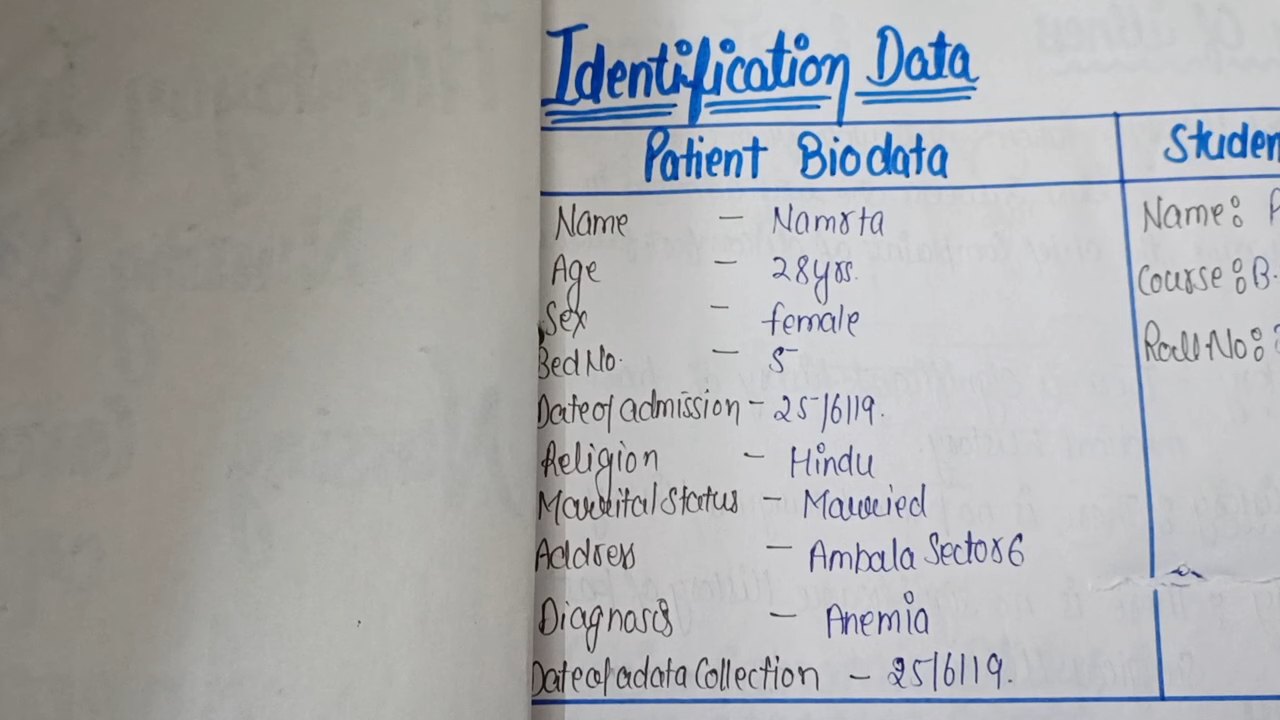 Identification Data
Patient Biodata
Name – Namrta
Age – 28yrs.
Sex – female
Bed No. – 5
Date of admission – 25/6/19.
Religion – Hindu
Marrital Status – Married
Address – Ambala Sector 6
Diagnosis – Anemia
Date of adata Collection – 25/6/19.
Studen
Name:
Course: B.
Roll No: